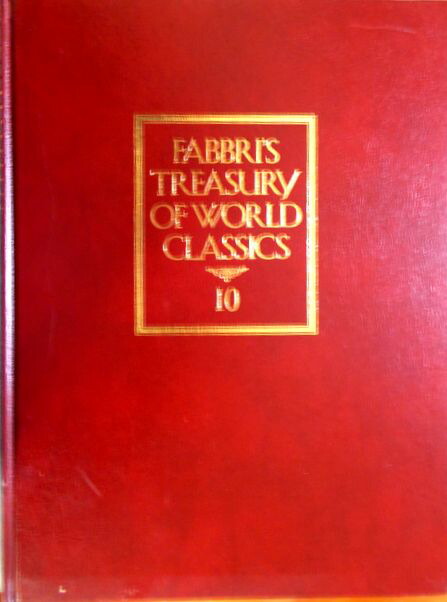 FABBRI'S
TREASURY
OF WORLD
CLASSICS
10